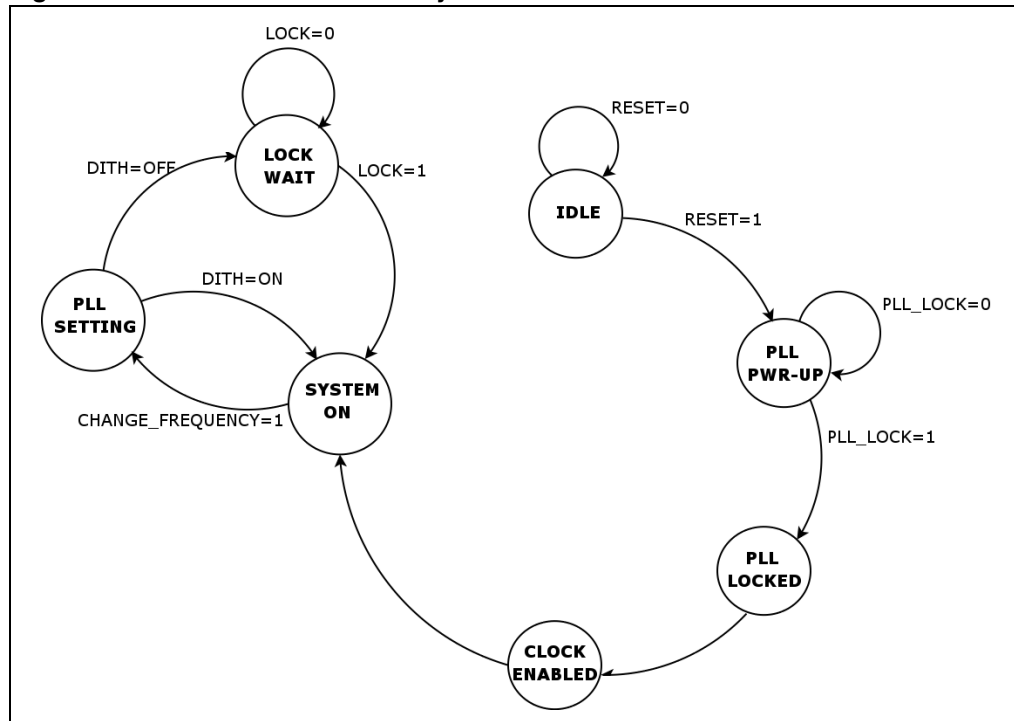 LOCK=0
LOCK
WAIT
DITH=OFF
LOCK=1
DITH=ON
PLL
SETTING
SYSTEM
ON
CHANGE_FREQUENCY=1
RESET=0
IDLE
RESET=1
PLL_LOCK=0
PLL
PWR-UP
PLL_LOCK=1
PLL
LOCKED
CLOCK
ENABLED